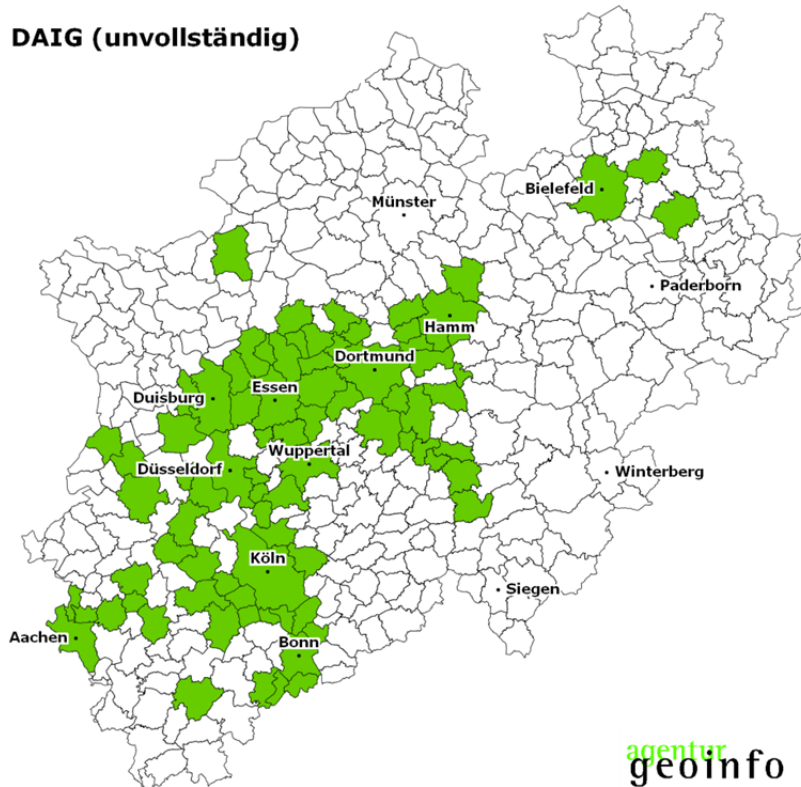 DAIG (unvollständig)
Bielefeld
Münster
Paderborn
Hamm
Dortmund
Essen
Duisburg
Wuppertal
Düsseldorf
Winterberg
Köln
Siegen
Aachen
Bonn
agentur
geoinfo